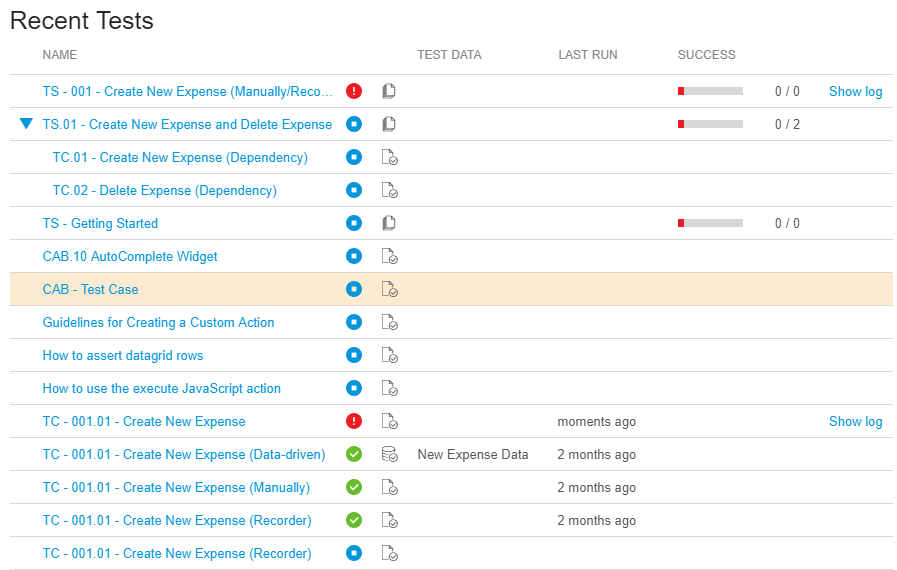 Recent Tests
NAME TEST DATA LAST RUN SUCCESS
TS - 001 - Create New Expense (Manually/Reco... 0 / 0 Show log
TS.01 - Create New Expense and Delete Expense 0 / 2
TC.01 - Create New Expense (Dependency)
TC.02 - Delete Expense (Dependency)
TS - Getting Started 0 / 0
CAB.10 AutoComplete Widget
CAB - Test Case
Guidelines for Creating a Custom Action
How to assert datagrid rows
How to use the execute JavaScript action
TC - 001.01 - Create New Expense moments ago Show log
TC - 001.01 - Create New Expense (Data-driven) New Expense Data 2 months ago
TC - 001.01 - Create New Expense (Manually) 2 months ago
TC - 001.01 - Create New Expense (Recorder) 2 months ago
TC - 001.01 - Create New Expense (Recorder)